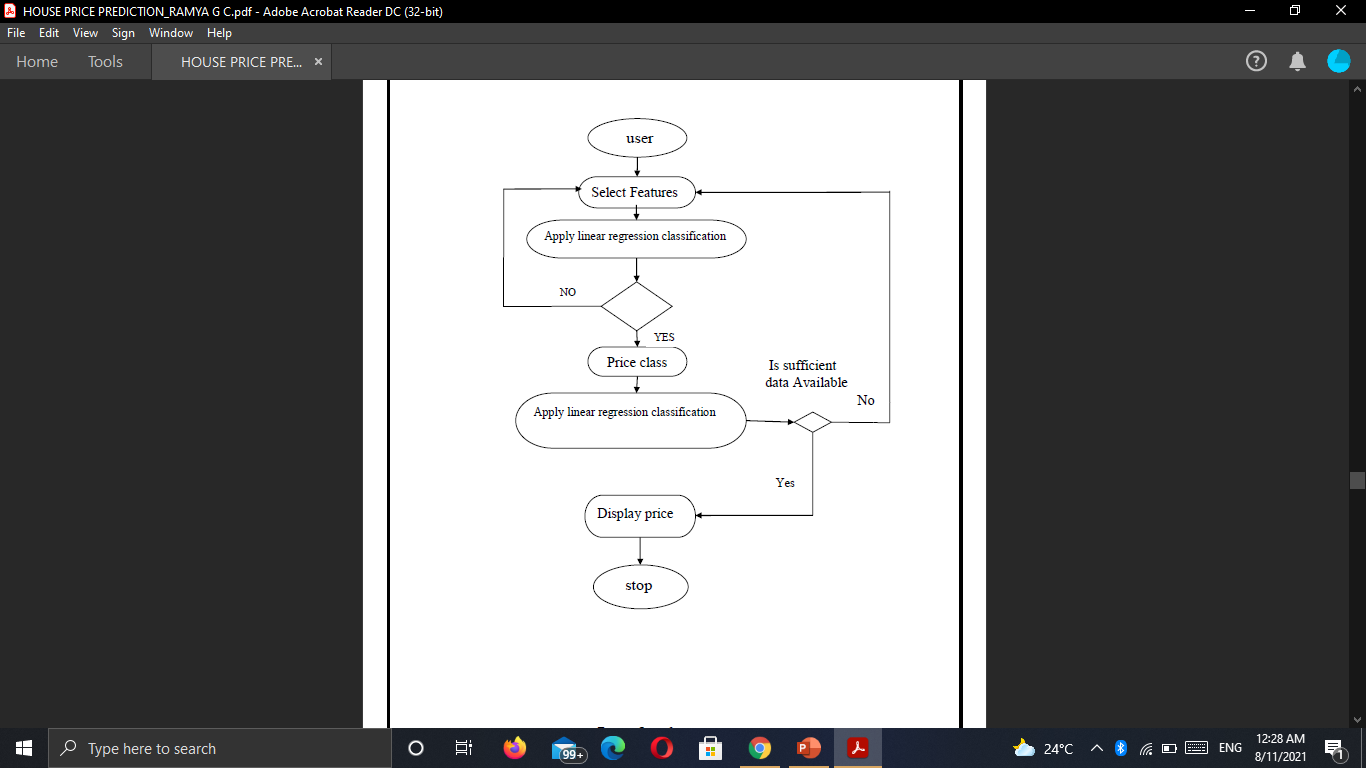 HOUSE PRICE PREDICTION_RAMYA G C.pdf - Adobe Acrobat Reader DC (32-bit)
File Edit View Sign Window Help
Home Tools HOUSE PRICE PRE...
user
Select Features
Apply linear regression classification
NO
YES
Price class
Is sufficient
data Available
No
Apply linear regression classification
Yes
Display price
stop
Type here to search
99+
24°C
ENG
12:28 AM
8/11/2021
1